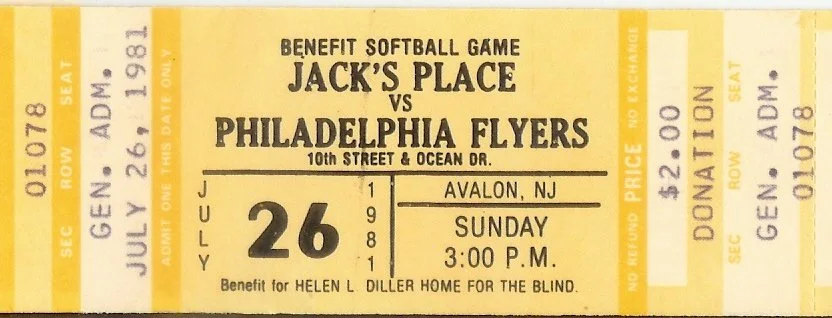 01078
SEC ROW SEAT
GEN. ADM.
JULY 26, 1981
ADMIT ONE THIS DATE ONLY
BENEFIT SOFTBALL GAME
JACK'S PLACE
VS
PHILADELPHIA FLYERS
10th STREET & OCEAN DR.
JULY
26
1981
AVALON, NJ
SUNDAY
3:00 P.M.
Benefit for HELEN L. DILLER HOME FOR THE BLIND.
NO REFUND PRICE NO EXCHANGE
$2.00
DONATION
SEC ROW SEAT
GEN. ADM.
01078